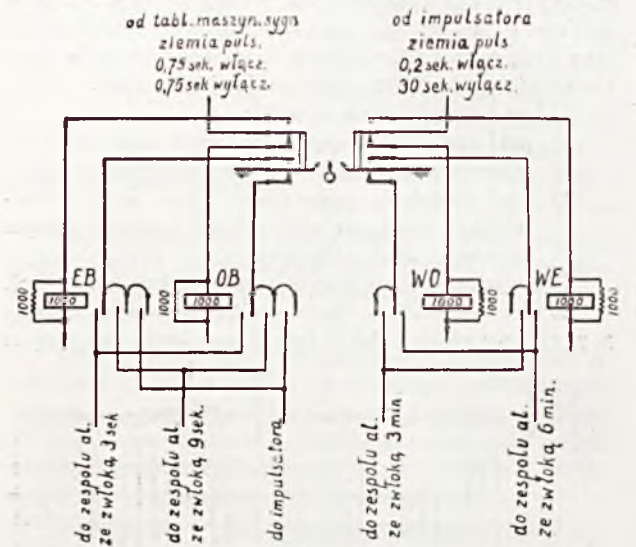 od tabl. maszyn. sygn
ziemia puls.
0,75 sek. włącz.
0,75 sek wyłącz.
od impulsatora
ziemia puls
0,2 sek. włącz.
30 sek. wyłącz.
EB
OB
WO
WE
1000
1000
1000
1000
1000
1000
1000
1000
do zespołu al.
ze zwłoką 3 sek
do zespołu al.
ze zwłoką 9 sek.
do impulsatora
do zespołu al.
ze zwłoką 3 min.
do zespołu al.
ze zwłoką 6 min.